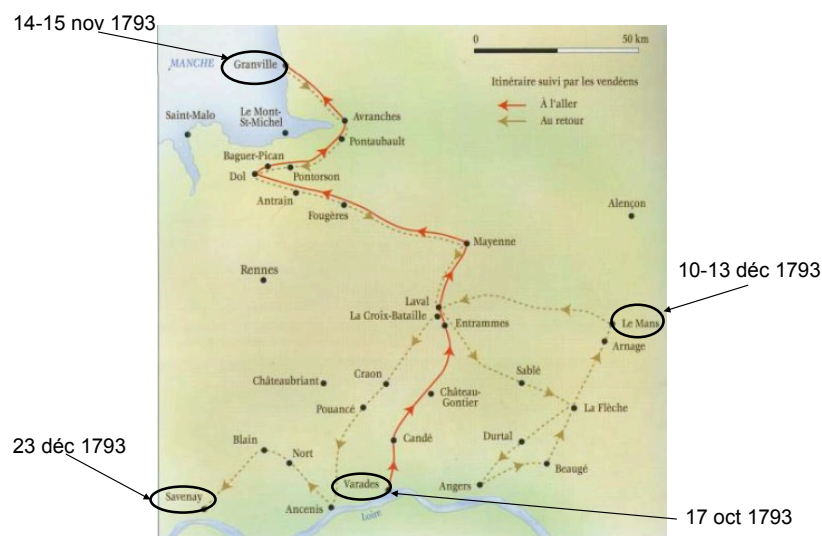 14-15 nov 1793
50 km
0
MANCHE
Granville
Itinéraire suivi par les vendéens
À l'aller
Au retour
Saint-Malo
Le Mont-
St-Michel
Avranches
Pontaubault
Baguer-Pican
Dol
Pontorson
Antrain
Fougères
Alençon
Mayenne
10-13 déc 1793
Rennes
Laval
La Croix-Bataille
Entrammes
Le Mans
Arnage
Châteaubriant
Craon
Sablé
Château-
Gontier
Pouancé
La Flèche
Candé
Durtal
23 déc 1793
Blain
Nort
Beaugé
Savenay
Varades
Angers
Ancenis
Loire
17 oct 1793